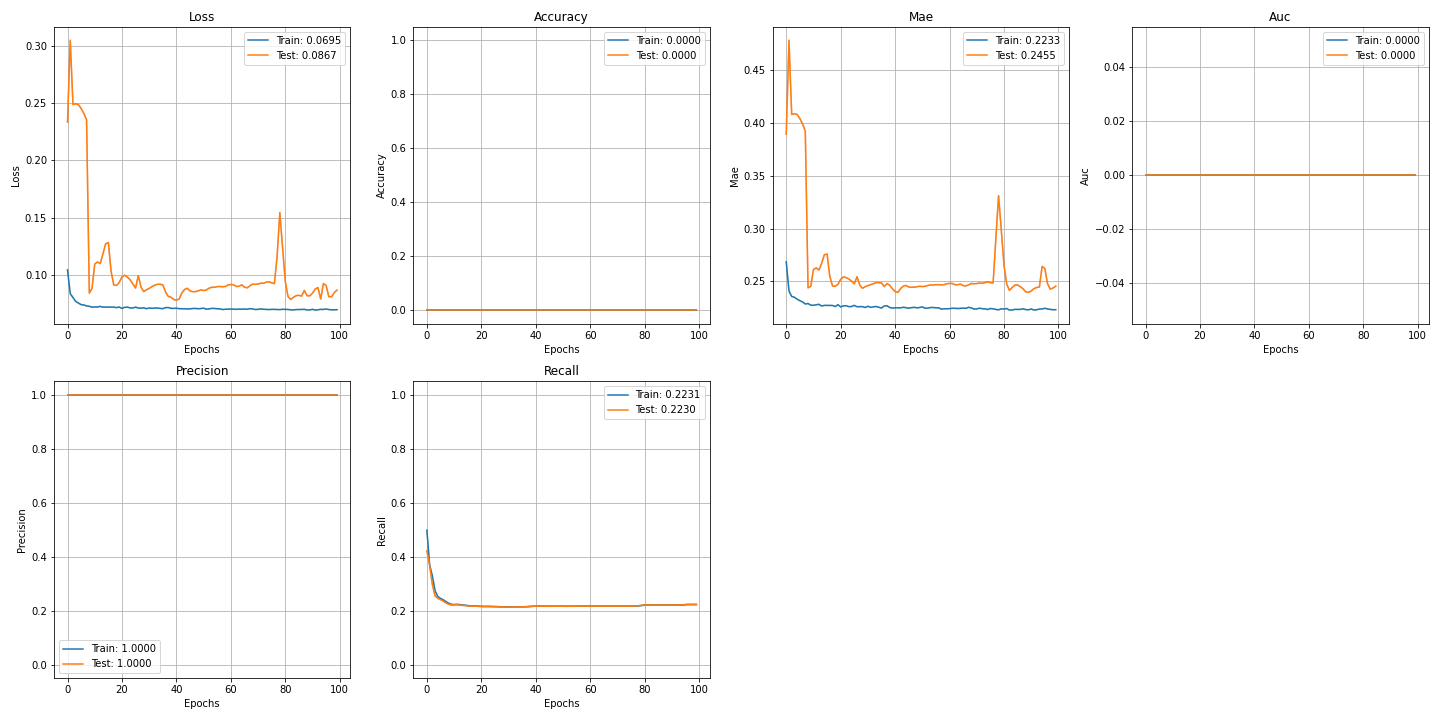 Loss
Train: 0.0695
Test: 0.0867
0.30
0.25
0.20
0.15
0.10
Loss
0 20 40 60 80 100
Epochs
Accuracy
Train: 0.0000
Test: 0.0000
1.0
0.8
0.6
0.4
0.2
0.0
Accuracy
0 20 40 60 80 100
Epochs
Mae
Train: 0.2233
Test: 0.2455
0.45
0.40
0.35
0.30
0.25
Mae
0 20 40 60 80 100
Epochs
Auc
Train: 0.0000
Test: 0.0000
0.04
0.02
0.00
−0.02
−0.04
Auc
0 20 40 60 80 100
Epochs
Precision
1.0
0.8
0.6
0.4
0.2
0.0
Precision
Train: 1.0000
Test: 1.0000
0 20 40 60 80 100
Epochs
Recall
Train: 0.2231
Test: 0.2230
1.0
0.8
0.6
0.4
0.2
0.0
Recall
0 20 40 60 80 100
Epochs